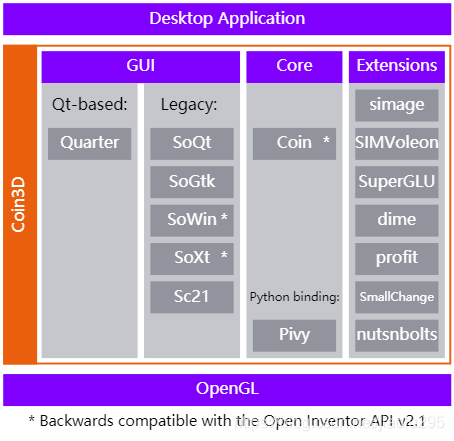 Desktop Application
Coin3D
GUI
Core
Extensions
Qt-based:
Quarter
Legacy:
SoQt
SoGtk
SoWin *
SoXt *
Sc21
Coin *
Python binding:
Pivy
simage
SIMVoleon
SuperGLU
dime
profit
SmallChange
nutsnbolts
OpenGL
* Backwards compatible with the Open Inventor API v2.1